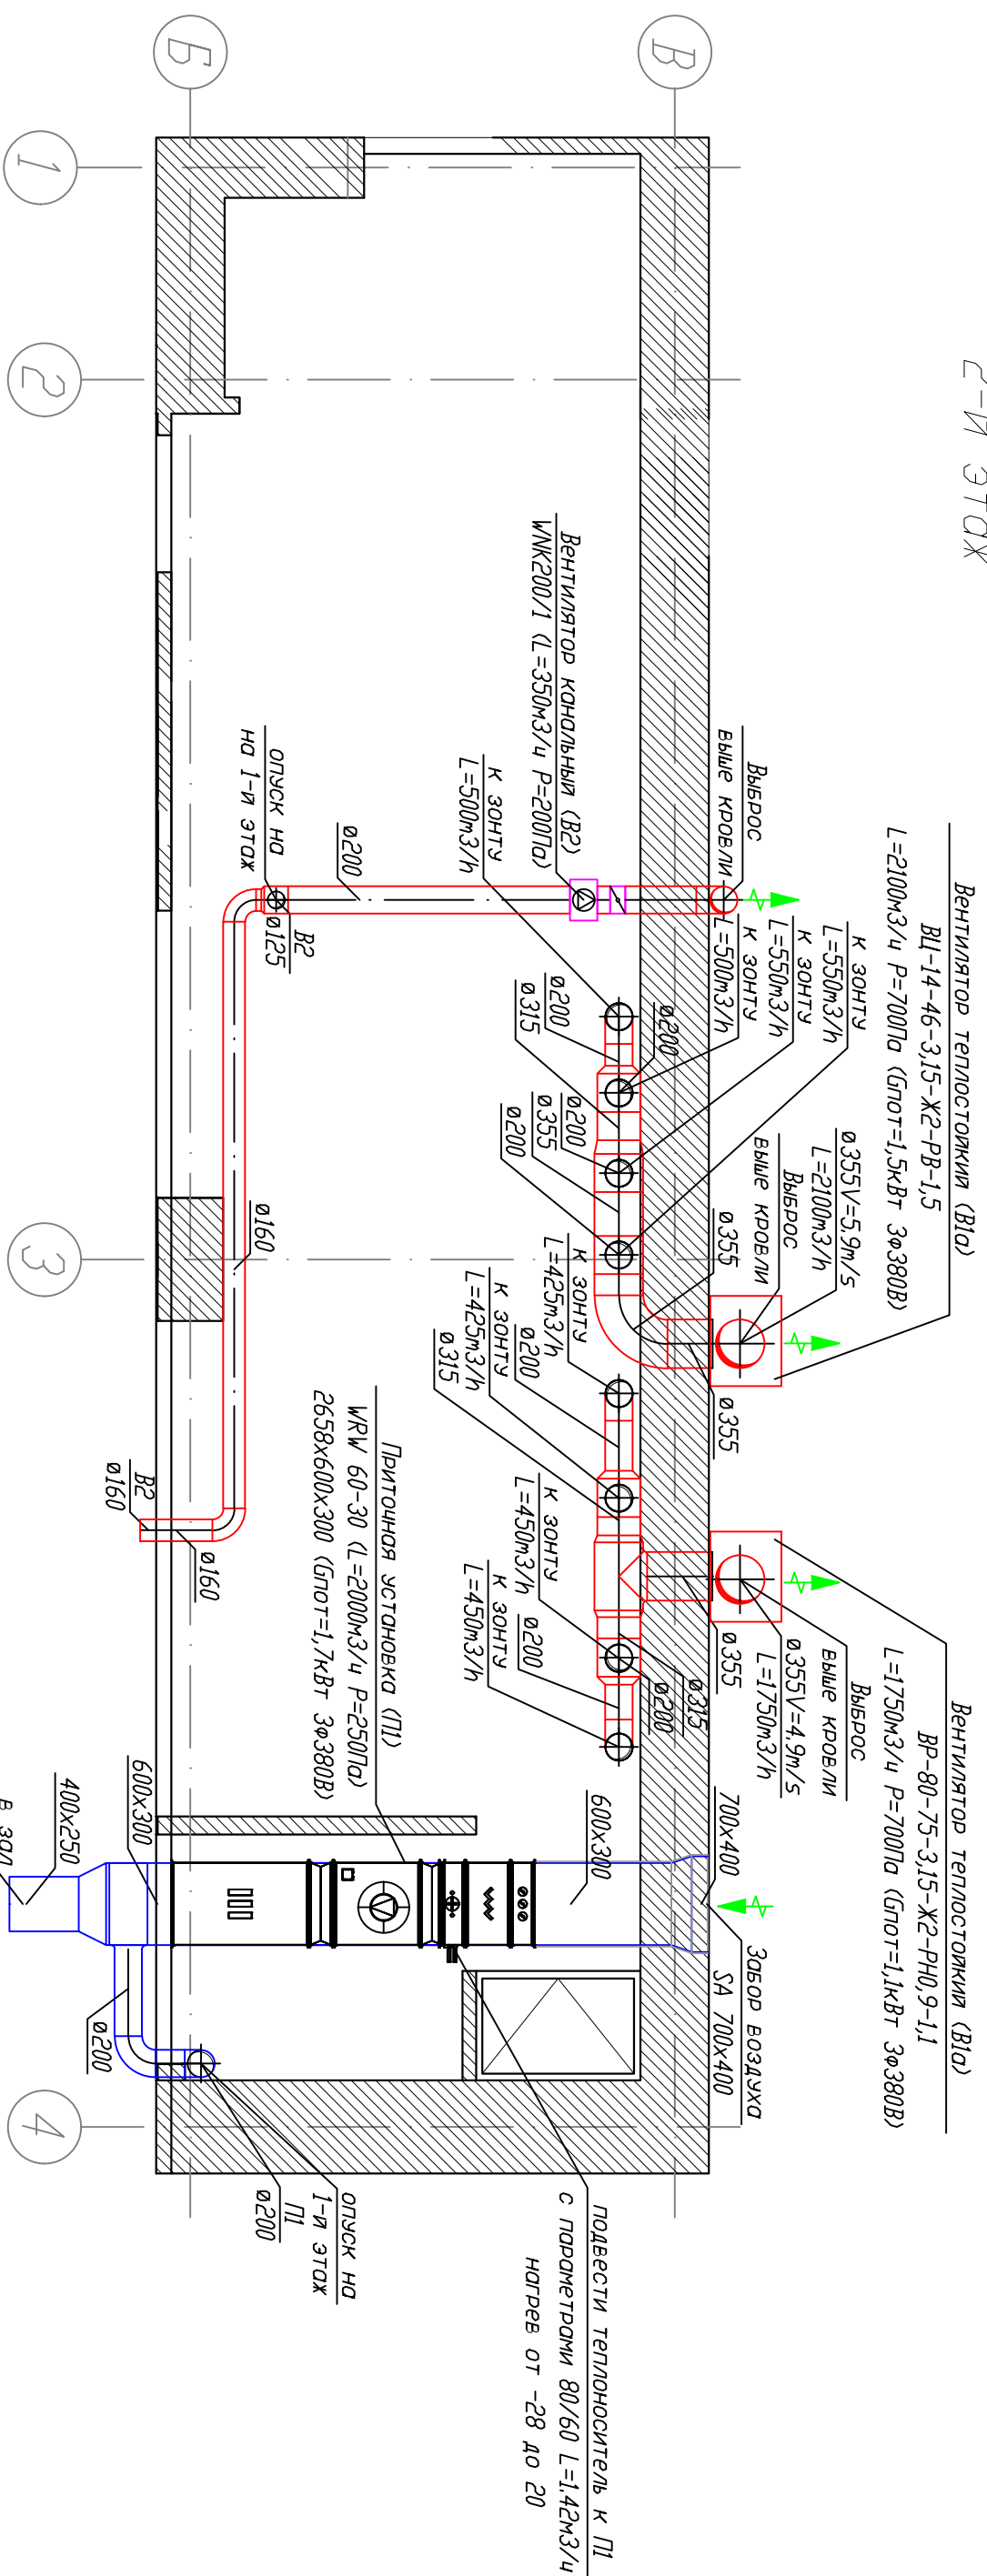 2-й этаж
Б
В
1
2
3
4
Вентилятор теплостойкий (В1а)
ВЦ-14-46-3,15-Ж2-РВ-1,5
L=2100м3/ч Р=700Па (Gпот=1,5кВт 3ф380В)
Вентилятор теплостойкий (В1а)
ВР-80-75-3,15-Ж2-РН0,9-1,1
L=1750м3/ч Р=700Па (Gпот=1,1кВт 3ф380В)
Выброс
выше кровли
к зонту
L=550m3/h
к зонту
L=550m3/h
к зонту
L=500m3/h
ø355V=5.9m/s
L=2100m3/h
Выброс
выше кровли
ø355
ø355
Выброс
выше кровли
ø355V=4.9m/s
L=1750m3/h
ø355
700х400
Забор воздуха
SA 700х400
Вентилятор канальный (В2)
WNK200/1 (L=350м3/ч Р=200Па)
к зонту
L=500m3/h
ø200
ø200
ø315
ø200
ø355
ø200
к зонту
L=425m3/h
ø200
к зонту
L=425m3/h
ø315
к зонту
L=450m3/h
ø200
к зонту
L=450m3/h
ø315
ø200
600х300
подвести теплоноситель к П1
с параметрами 80/60 L=1,42м3/ч
нагрев от -28 до 20
Приточная установка (П1)
WRW 60-30 (L=2000м3/ч Р=250Па)
2658х600х300 (Gпот=1,7кВт 3ф380В)
опуск на
на 1-й этаж
ø200
В2
ø125
ø160
В2
ø160
ø160
600х300
400х250
в зал
ø200
опуск на
1-й этаж
П1
ø200